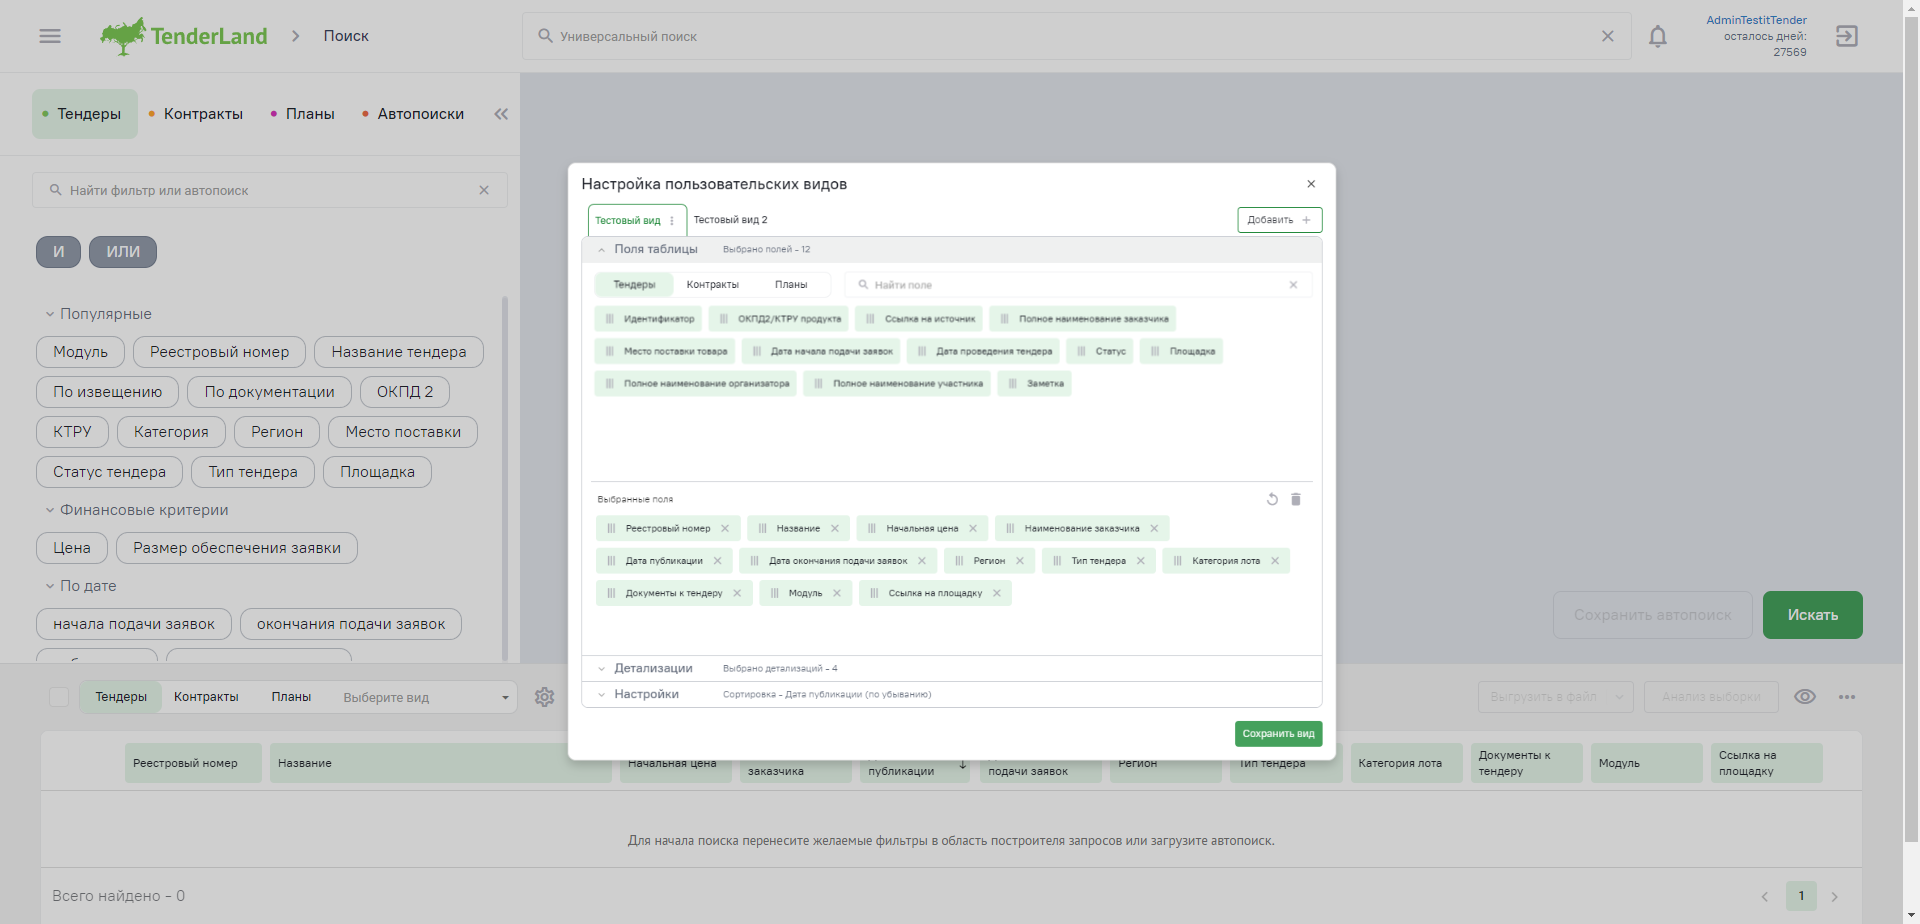 TenderLand
Поиск
Универсальный поиск
AdminTestitTender
осталось дней:
27569
Тендеры
Контракты
Планы
Автопоиски
Найти фильтр или автопоиск
И
ИЛИ
Популярные
Модуль
Реестровый номер
Название тендера
По извещению
По документации
ОКПД 2
КТРУ
Категория
Регион
Место поставки
Статус тендера
Тип тендера
Площадка
Финансовые критерии
Цена
Размер обеспечения заявки
По дате
начала подачи заявок
окончания подачи заявок
Настройка пользовательских видов
Тестовый вид
Тестовый вид 2
Добавить
Поля таблицы
Выбрано полей - 12
Тендеры
Контракты
Планы
Найти поле
Идентификатор
ОКПД2/КТРУ продукта
Ссылка на источник
Полное наименование заказчика
Место поставки товара
Дата начала подачи заявок
Дата проведения тендера
Статус
Площадка
Полное наименование организатора
Полное наименование участника
Заметка
Выбранные поля
Реестровый номер
Название
Начальная цена
Наименование заказчика
Дата публикации
Дата окончания подачи заявок
Регион
Тип тендера
Категория лота
Документы к тендеру
Модуль
Ссылка на площадку
Детализации
Выбрано детализаций - 4
Настройки
Сортировка - Дата публикации (по убыванию)
Сохранить вид
Сохранить автопоиск
Искать
Тендеры
Контракты
Планы
Выберите вид
Выгрузить в файл
Анализ выборки
Реестровый номер
Название
Начальная цена
заказчика
публикации
подачи заявок
Регион
Тип тендера
Категория лота
Документы к
тендеру
Модуль
Ссылка на
площадку
Для начала поиска перенесите желаемые фильтры в область построителя запросов или загрузите автопоиск.
Всего найдено - 0
1